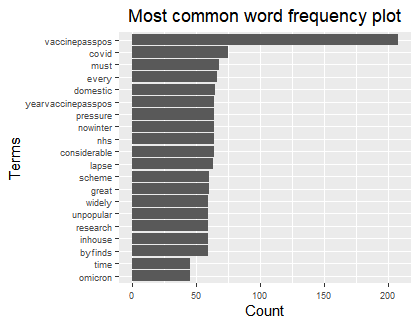 Most common word frequency plot
Terms
vaccinepasspos
covid
must
every
domestic
yearvaccinepasspos
pressure
nowinter
nhs
considerable
lapse
scheme
great
widely
unpopular
research
inhouse
byfinds
time
omicron
0 50 100 150 200
Count